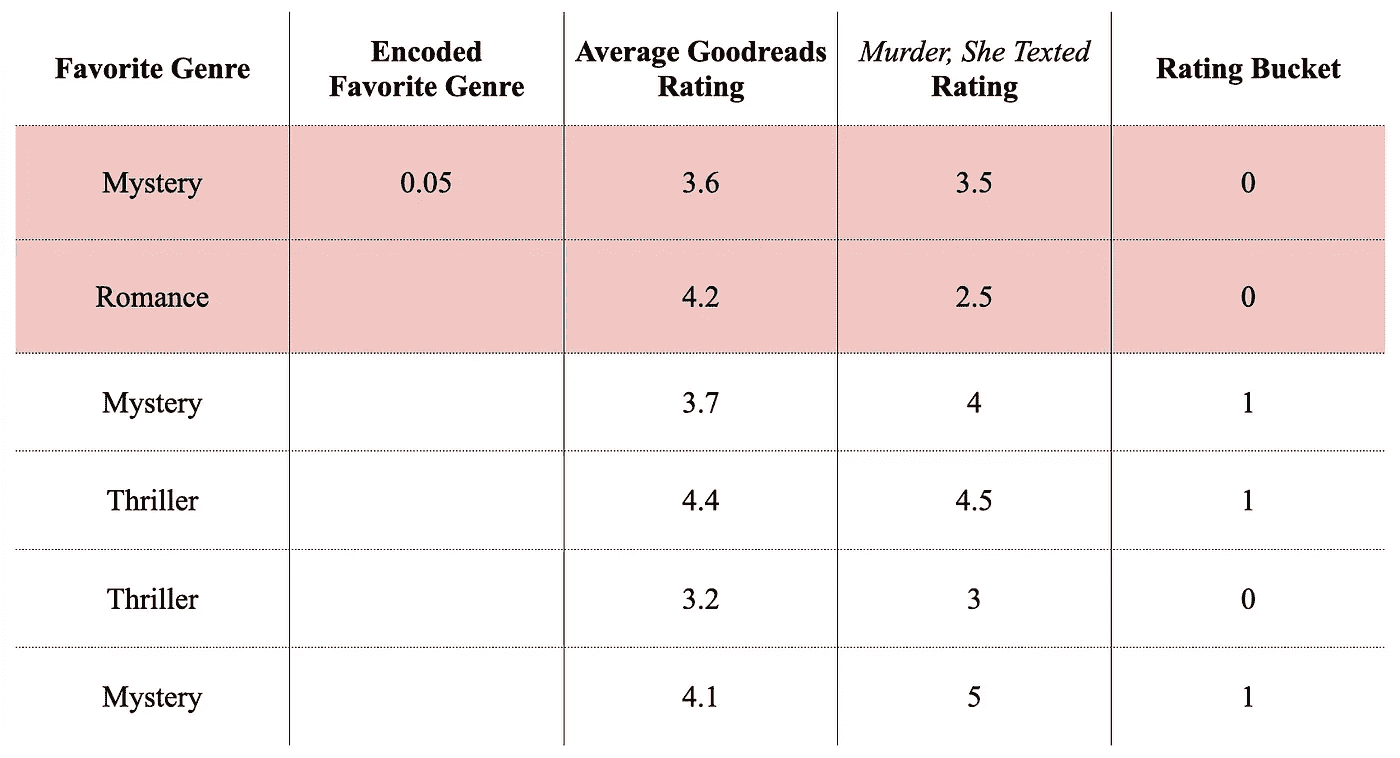 Favorite Genre
Encoded
Favorite Genre
Average Goodreads
Rating
Murder, She Texted
Rating
Rating Bucket
Mystery 0.05 3.6 3.5 0
Romance 4.2 2.5 0
Mystery 3.7 4 1
Thriller 4.4 4.5 1
Thriller 3.2 3 0
Mystery 4.1 5 1